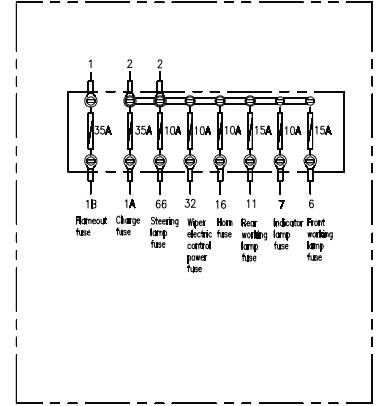 1 2 2
35A 35A 10A 10A 10A 15A 10A 15A
1B 1A 66 32 16 11 7 6
Flameout
fuse
Charge
fuse
Steering
lamp
fuse
Wiper
electric
control
power
fuse
Horn
fuse
Rear
working
lamp
fuse
Indicator
lamp
fuse
Front
working
lamp
fuse